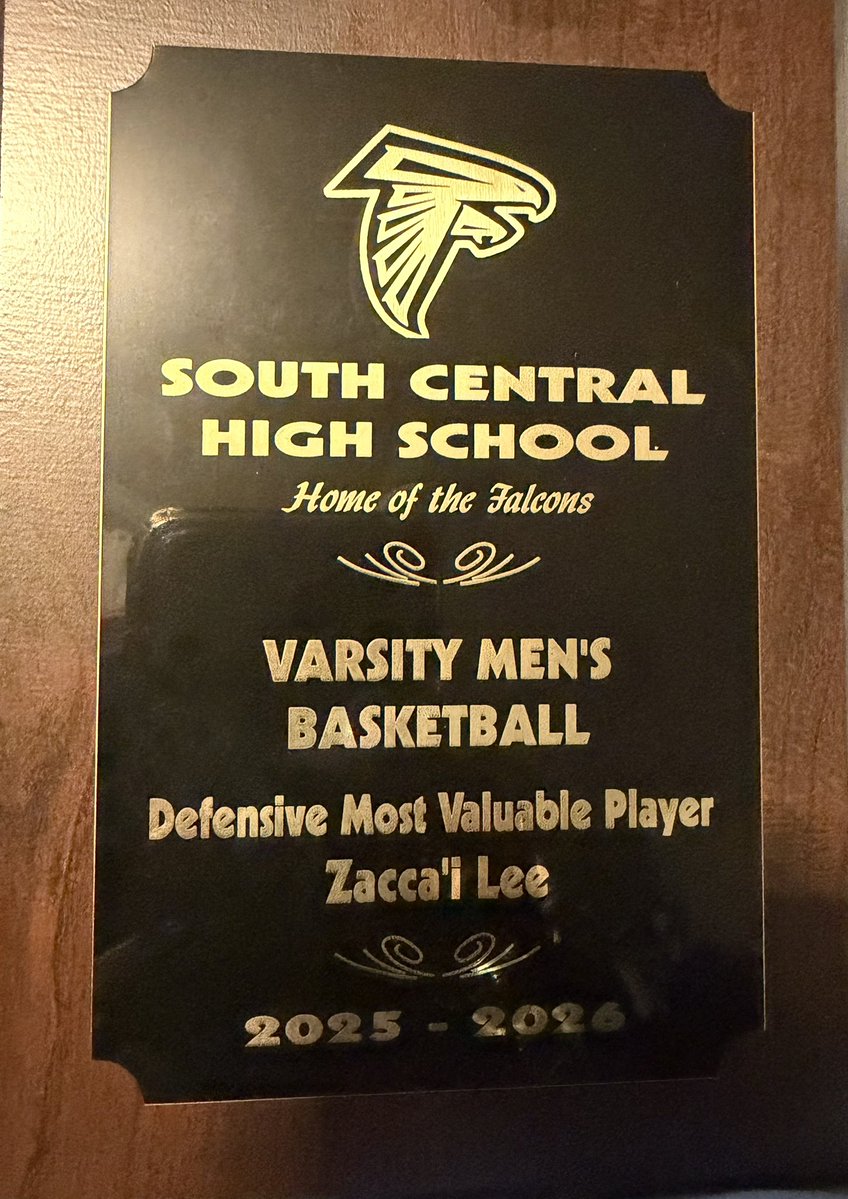 SOUTH CENTRAL
HIGH SCHOOL
Home of the Falcons
VARSITY MEN'S
BASKETBALL
Defensive Most Valuable Player
Zacca'i Lee
2025 - 2026